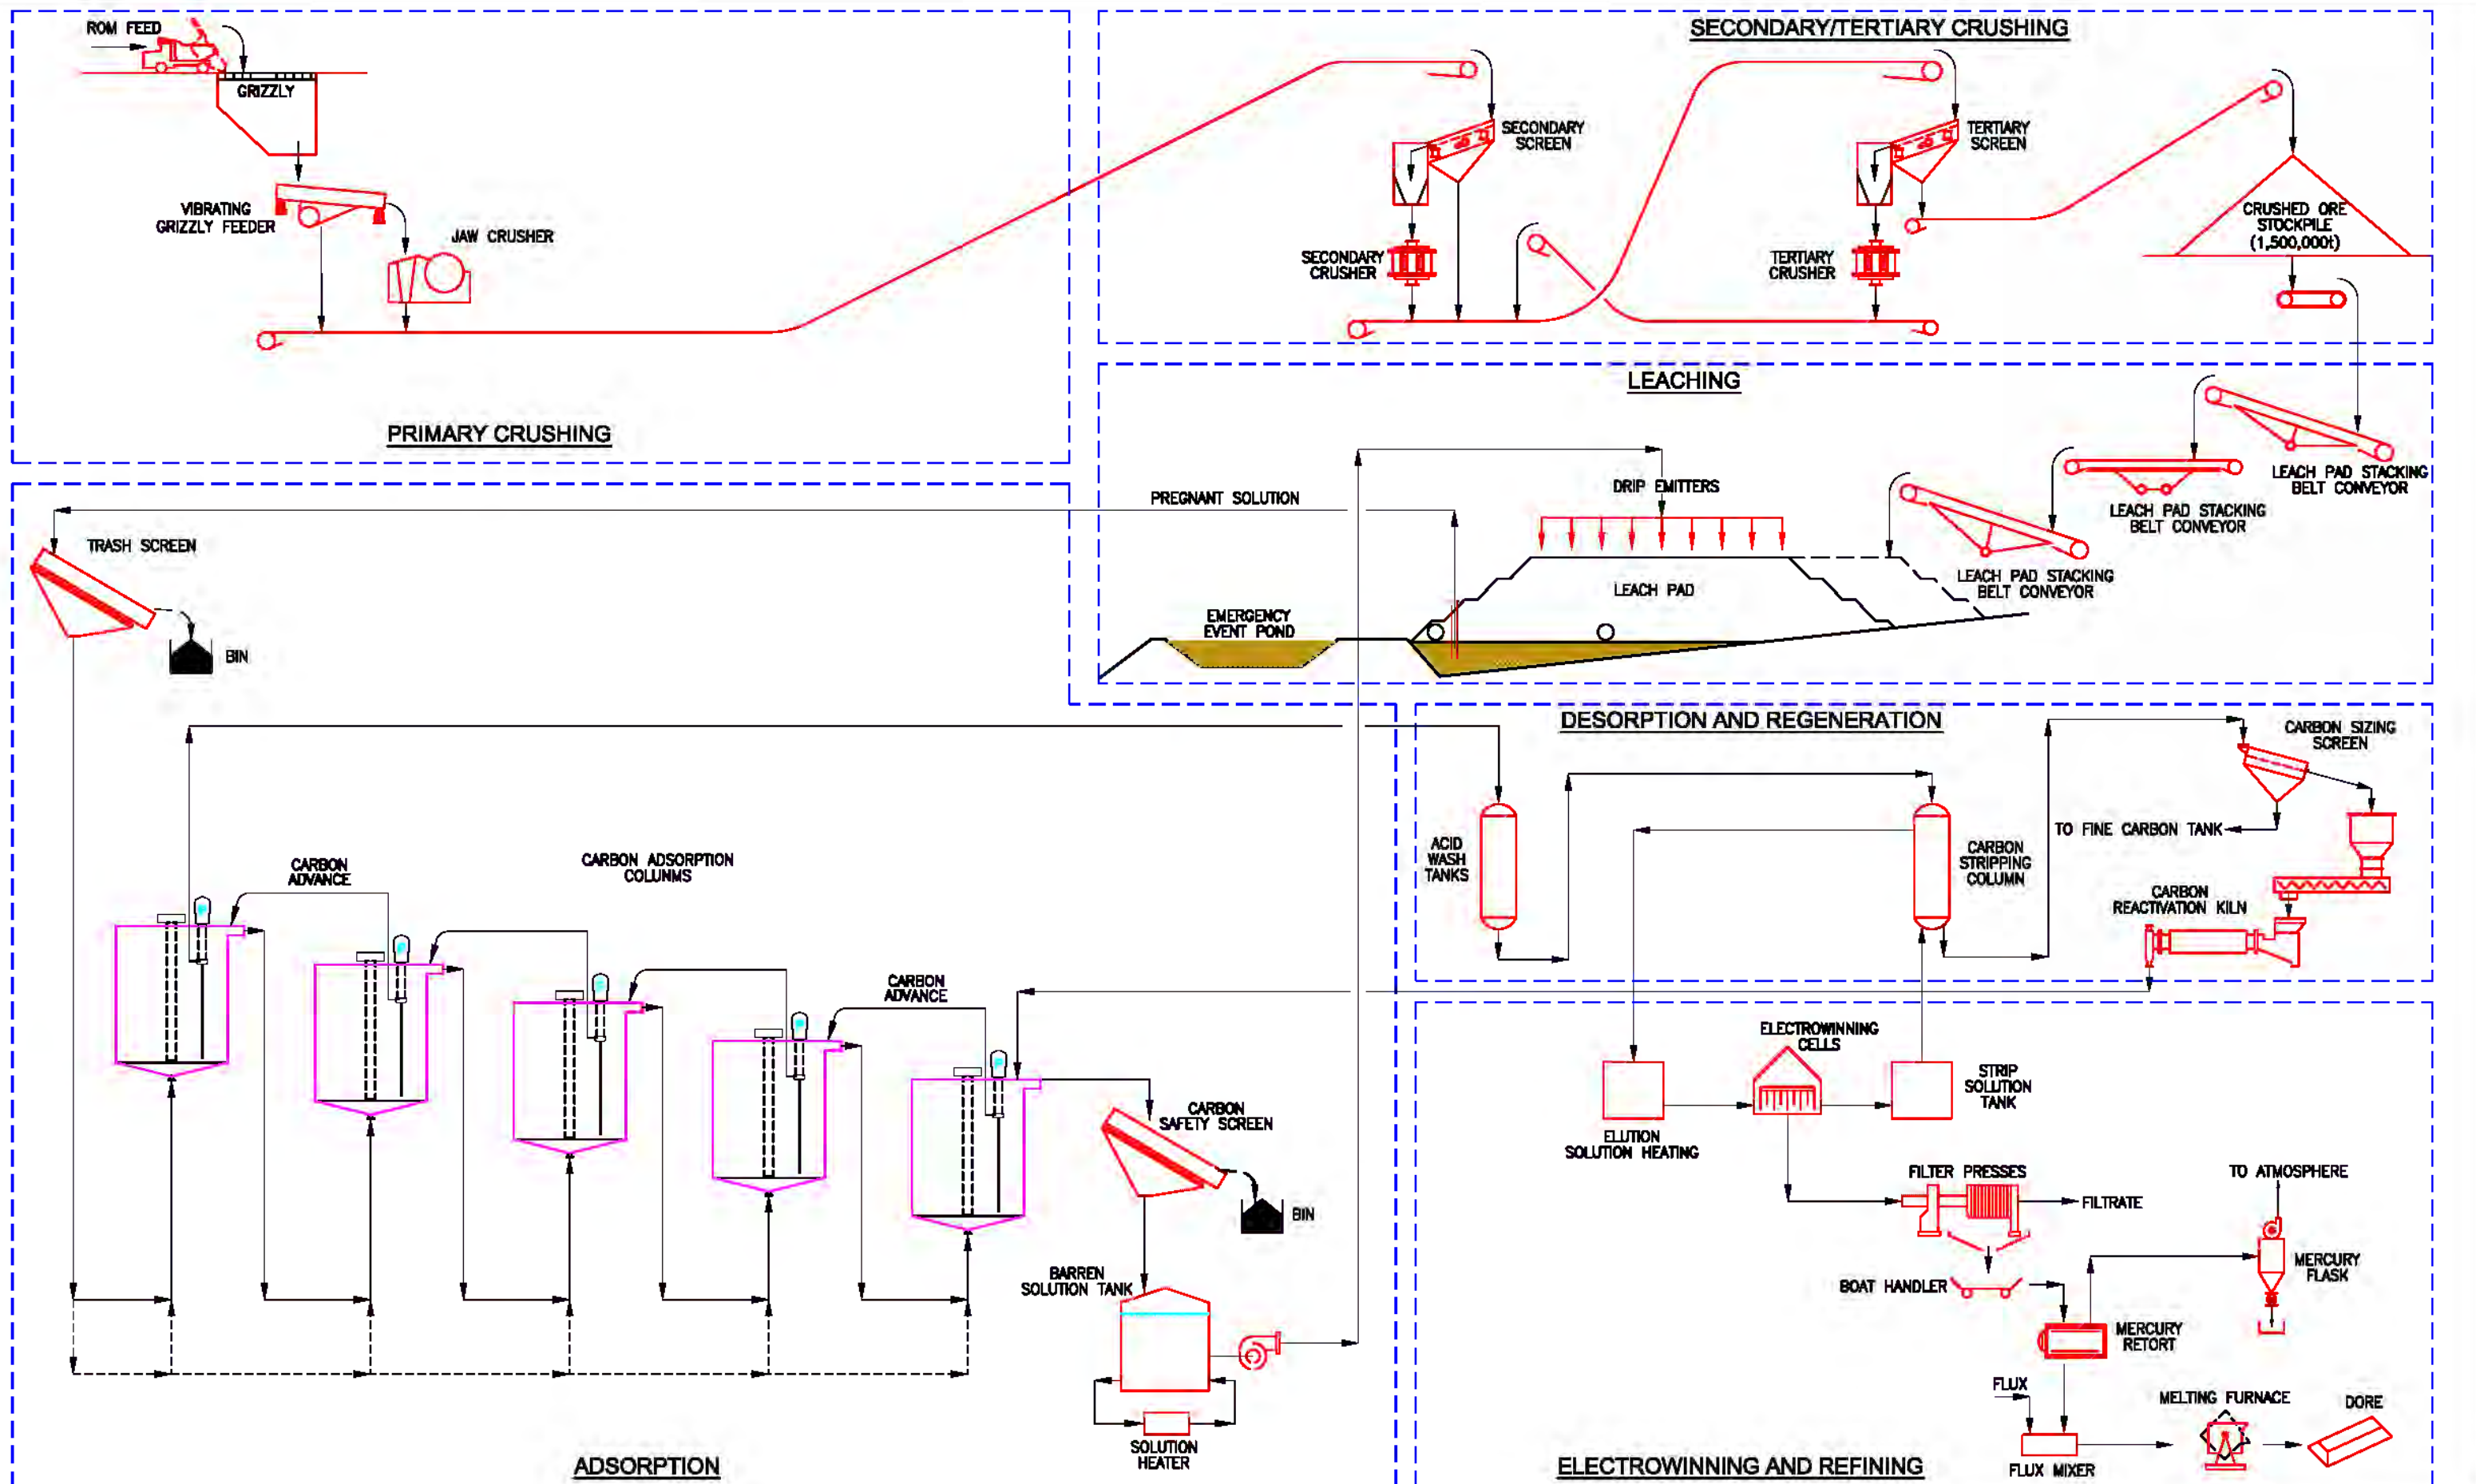 ROM FEED
GRIZZLY
VIBRATING
GRIZZLY FEEDER
JAW CRUSHER
PRIMARY CRUSHING
SECONDARY/TERTIARY CRUSHING
SECONDARY
SCREEN
TERTIARY
SCREEN
SECONDARY
CRUSHER
TERTIARY
CRUSHER
CRUSHED ORE
STOCKPILE
(1,500,000t)
LEACHING
PREGNANT SOLUTION
DRIP EMITTERS
LEACH PAD STACKING
BELT CONVEYOR
LEACH PAD STACKING
BELT CONVEYOR
LEACH PAD STACKING
BELT CONVEYOR
LEACH PAD
EMERGENCY
EVENT POND
TRASH SCREEN
BIN
CARBON
ADVANCE
CARBON ADSORPTION
COLUNMS
CARBON
ADVANCE
CARBON
SAFETY SCREEN
BIN
BARREN
SOLUTION TANK
SOLUTION
HEATER
ADSORPTION
DESORPTION AND REGENERATION
CARBON SIZING
SCREEN
ACID
WASH
TANKS
CARBON
STRIPPING
COLUMN
TO FINE CARBON TANK
CARBON
REACTIVATION KILN
ELECTROWINNING
CELLS
ELUTION
SOLUTION HEATING
STRIP
SOLUTION
TANK
FILTER PRESSES
FILTRATE
TO ATMOSPHERE
BOAT HANDLER
MERCURY
FLASK
MERCURY
RETORT
FLUX
FLUX MIXER
MELTING FURNACE
DORE
ELECTROWINNING AND REFINING